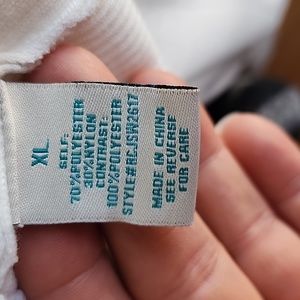 XL
SELF:
70%POLYESTER
30%NYLON
CONTRAST:
100%POLYESTER
STYLE#RCJSW2617
MADE IN CHINA
SEE REVERSE
FOR CARE